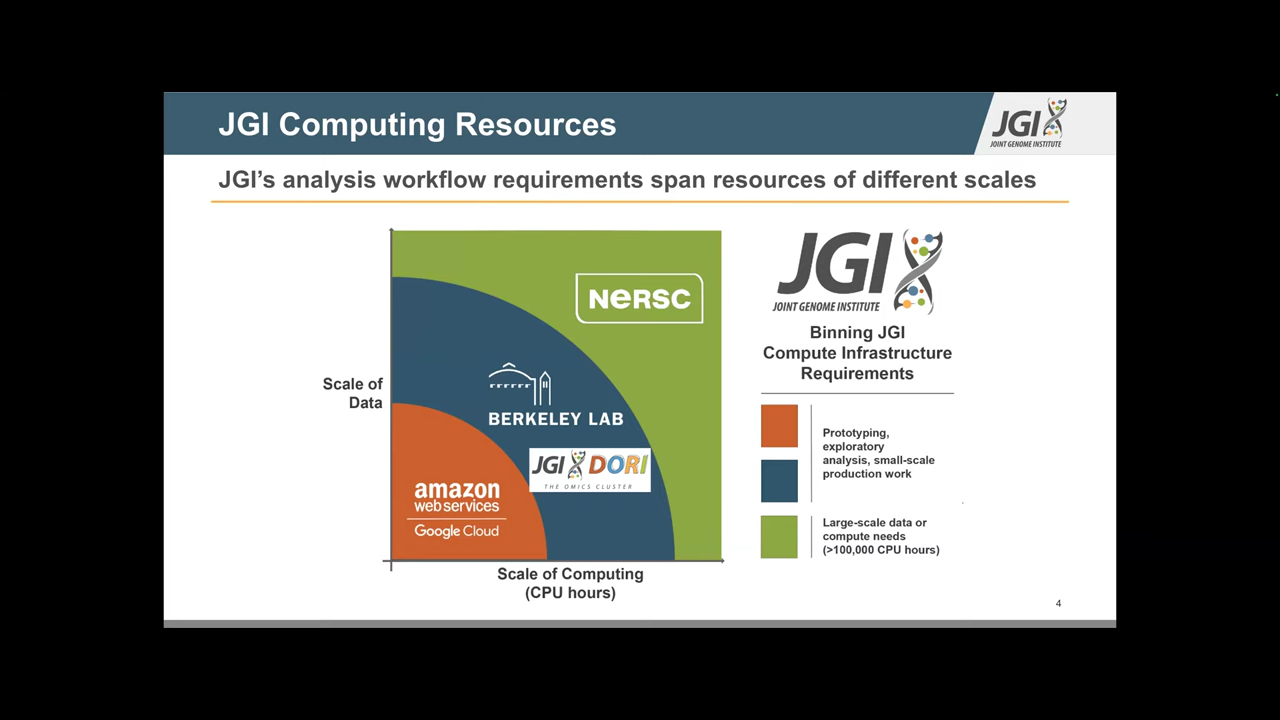 JGI Computing Resources
JGI
JOINT GENOME INSTITUTE
JGI's analysis workflow requirements span resources of different scales
NERSC
BERKELEY LAB
JGI DORI
THE OMICS CLUSTER
amazon
web services
Google Cloud
Scale of
Data
Scale of Computing
(CPU hours)
JGI
JOINT GENOME INSTITUTE
Binning JGI
Compute Infrastructure
Requirements
Prototyping,
exploratory
analysis, small-scale
production work
Large-scale data or
compute needs
(>100,000 CPU hours)
4